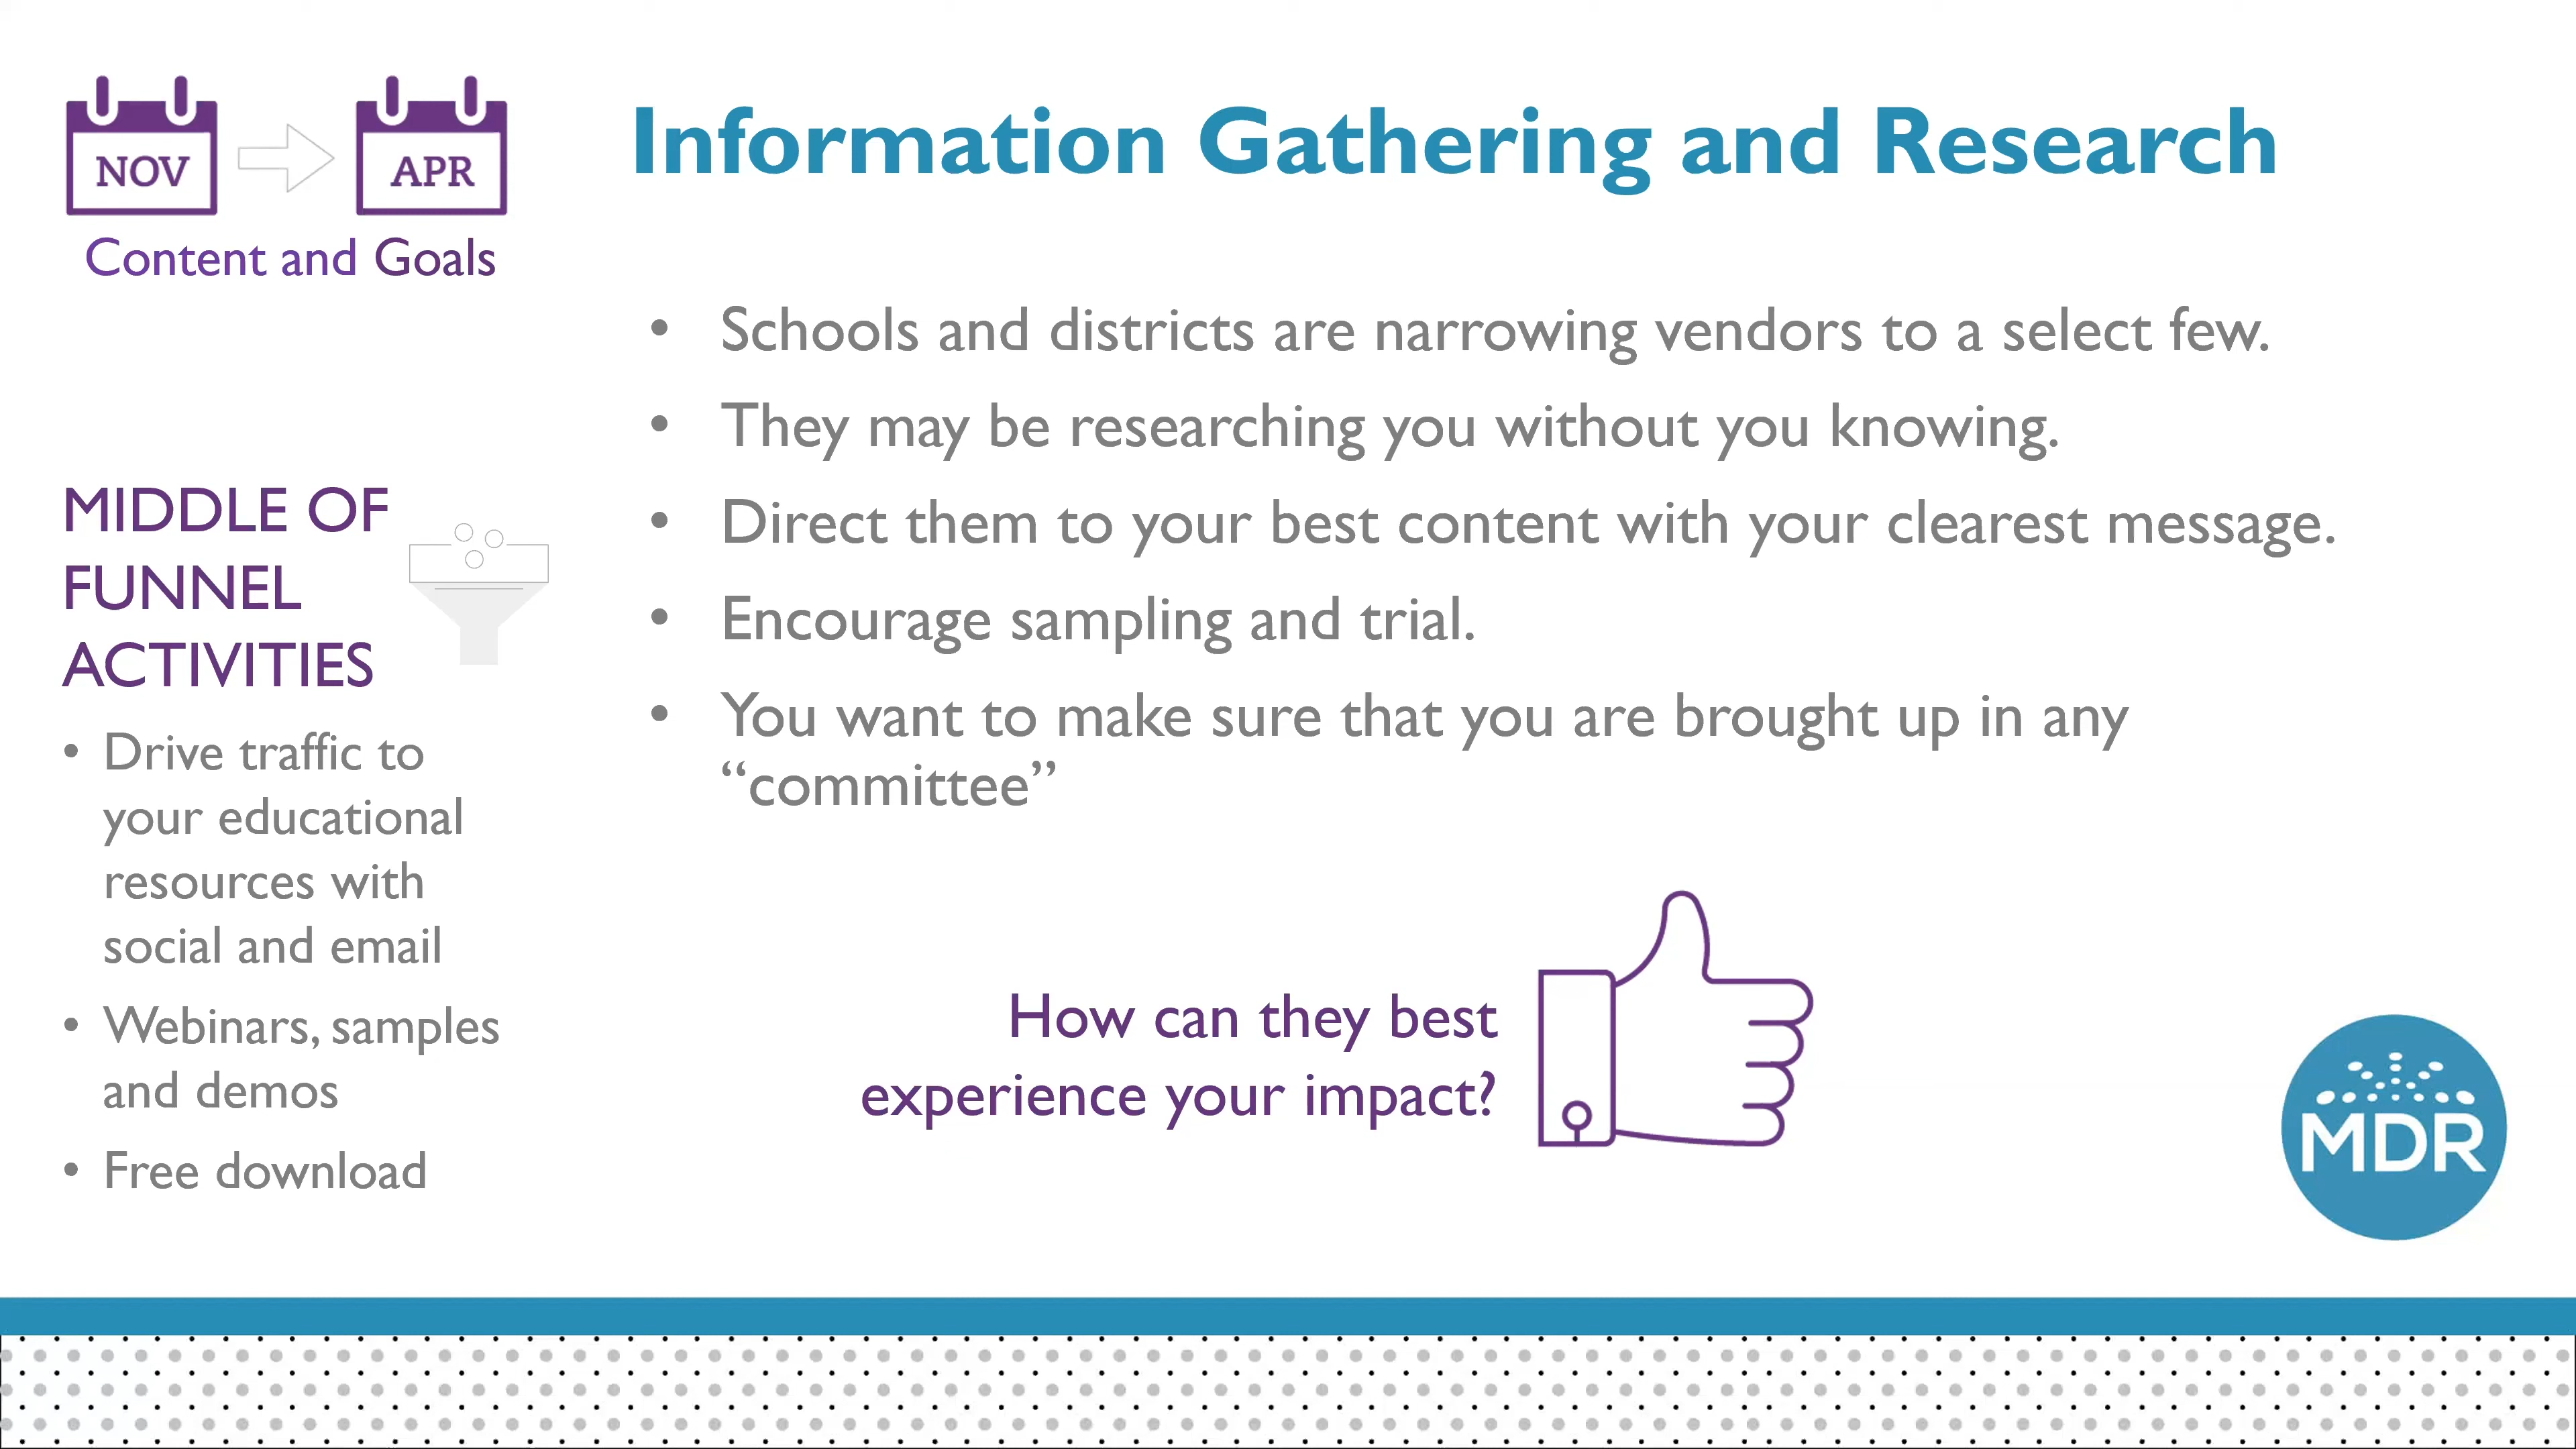 NOV
APR
Content and Goals
MIDDLE OF
FUNNEL
ACTIVITIES
• Drive traffic to
your educational
resources with
social and email
• Webinars, samples
and demos
• Free download
Information Gathering and Research
• Schools and districts are narrowing vendors to a select few.
• They may be researching you without you knowing.
• Direct them to your best content with your clearest message.
• Encourage sampling and trial.
• You want to make sure that you are brought up in any
“committee”
How can they best
experience your impact?
MDR